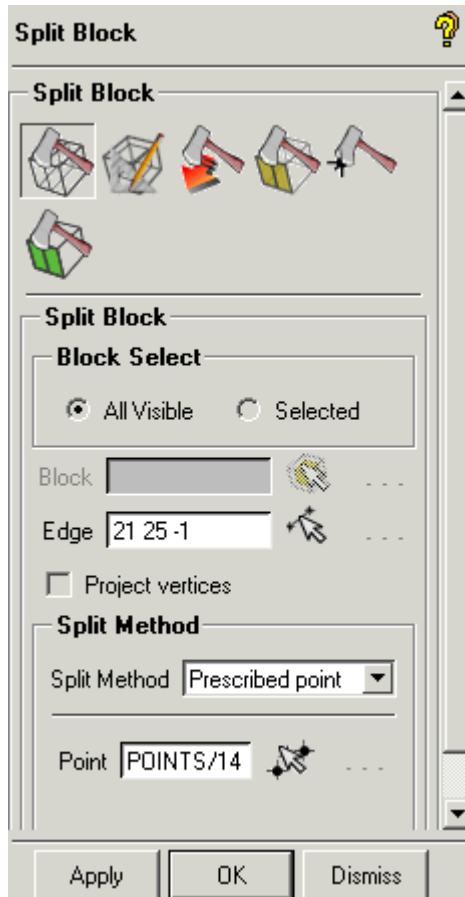 Split Block
Split Block
Split Block
Block Select
All Visible Selected
Block
Edge 21 25 -1
Project vertices
Split Method
Split Method Prescribed point
Point POINTS/14
Apply OK Dismiss